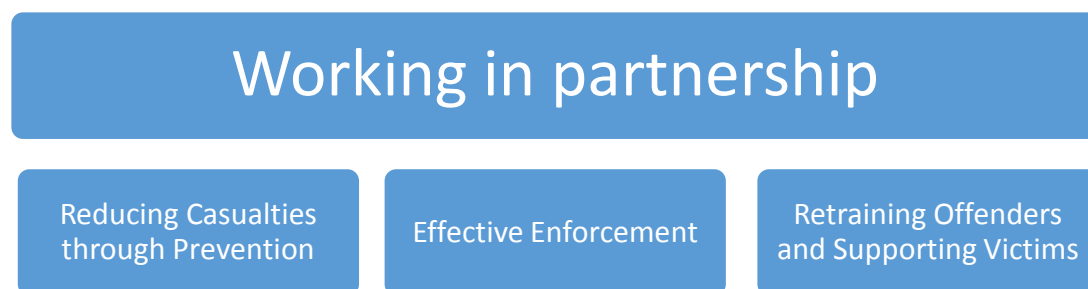 Working in partnership
Reducing Casualties
through Prevention
Effective Enforcement
Retraining Offenders
and Supporting Victims